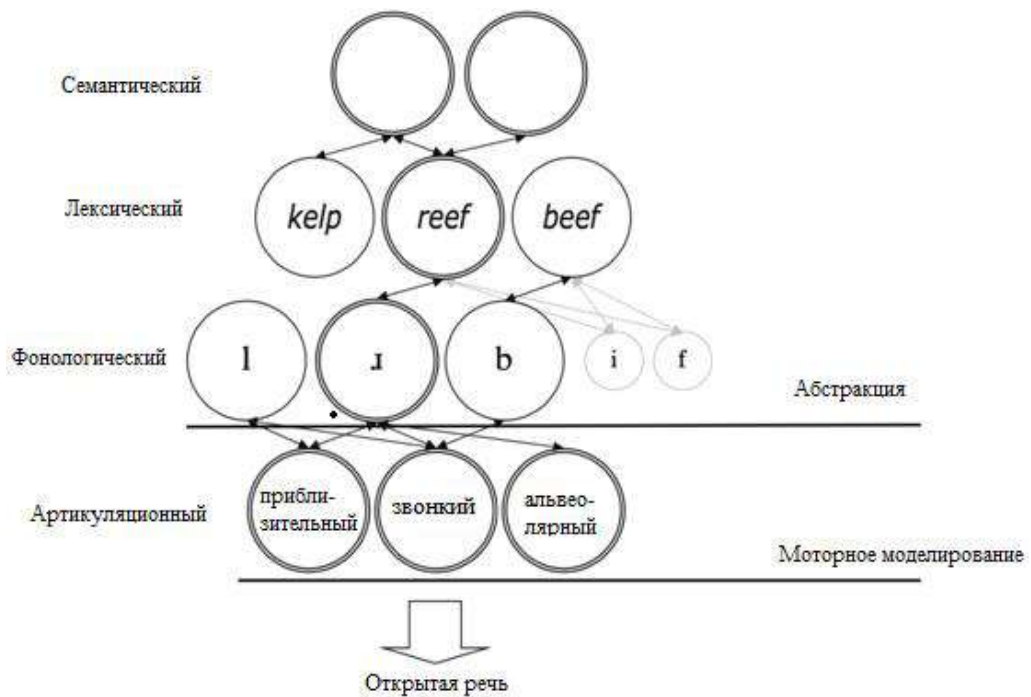 Семантический
Лексический
kelp
reef
beef
Фонологический
l
ɹ
b
i
f
Абстракция
Артикуляционный
прибли-
зительный
звонкий
альвео-
лярный
Моторное моделирование
Открытая речь